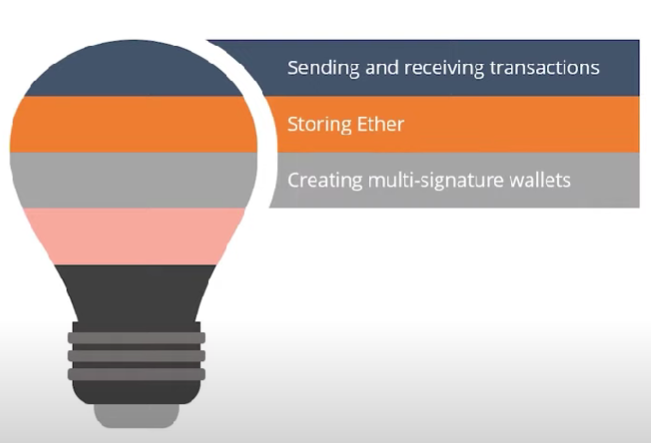 Sending and receiving transactions
Storing Ether
Creating multi-signature wallets